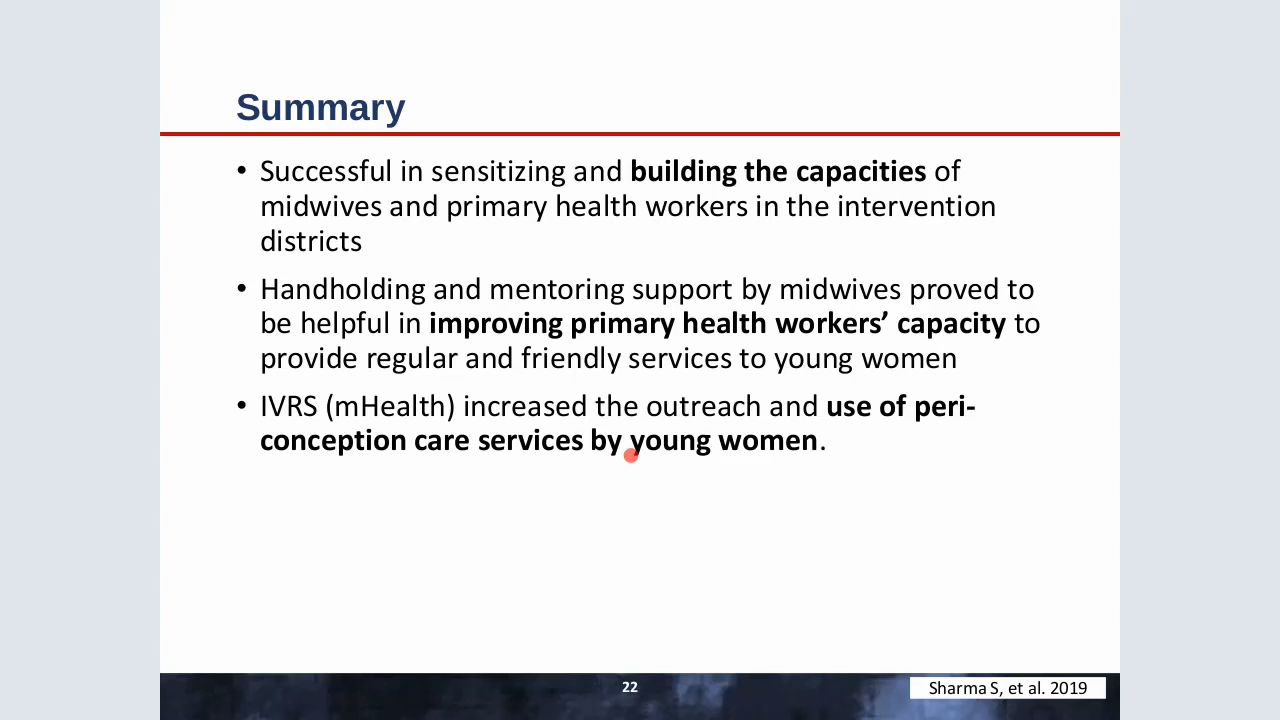 Summary
• Successful in sensitizing and building the capacities of
midwives and primary health workers in the intervention
districts
• Handholding and mentoring support by midwives proved to
be helpful in improving primary health workers’ capacity to
provide regular and friendly services to young women
• IVRS (mHealth) increased the outreach and use of peri-
conception care services by young women.
22
Sharma S, et al. 2019